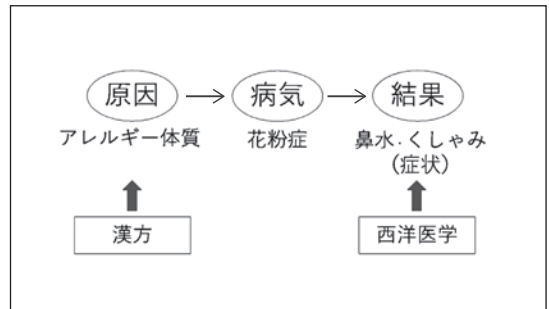 原因 病気 結果
アレルギー体質 花粉症 鼻水・くしゃみ
(症状)
漢方 西洋医学